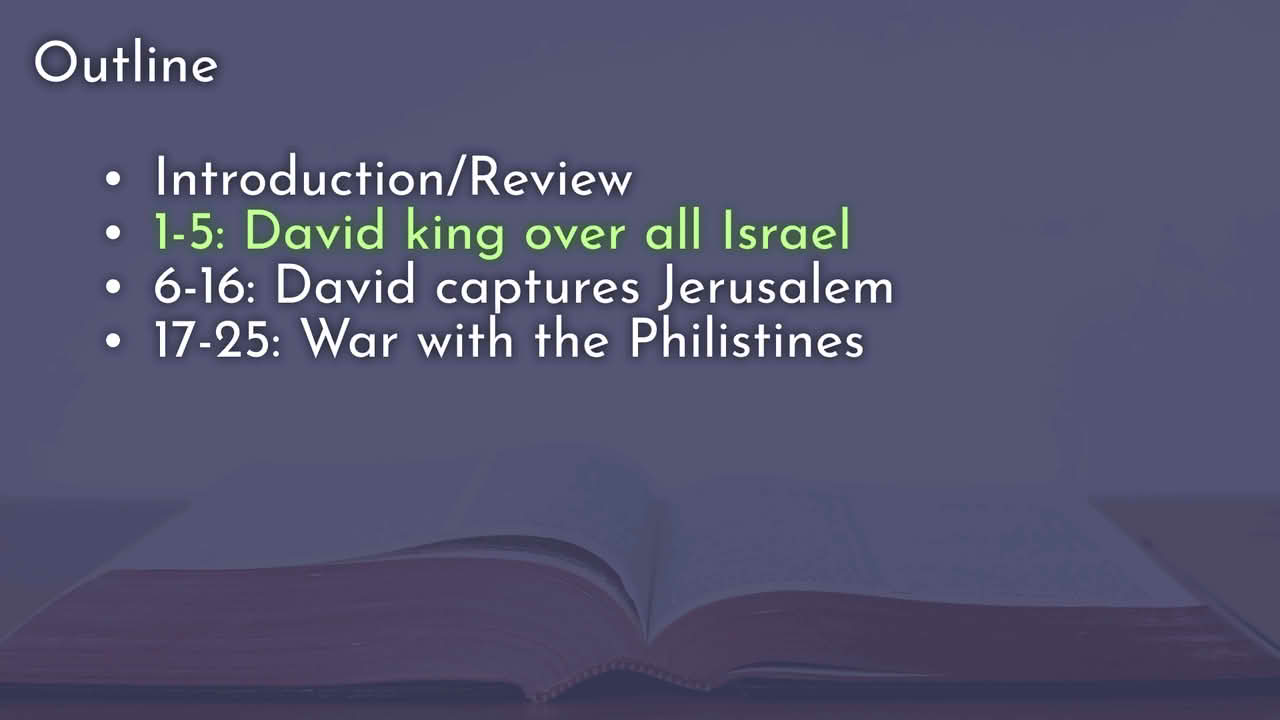 Outline
• Introduction/Review
• 1-5: David king over all Israel
• 6-16: David captures Jerusalem
• 17-25: War with the Philistines